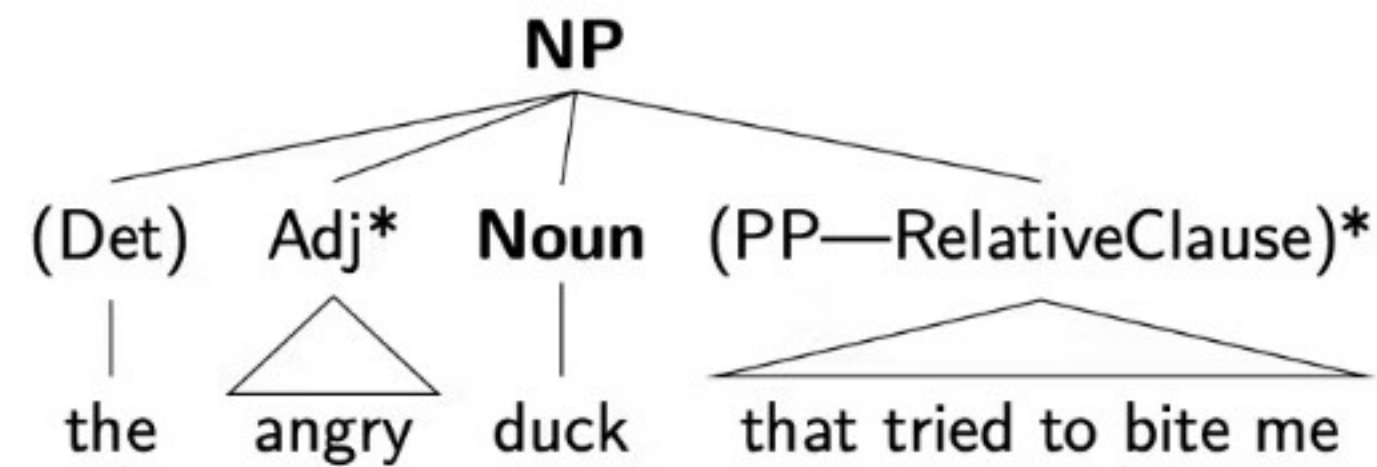 NP
(Det) Adj* Noun (PP—RelativeClause)*
the angry duck that tried to bite me